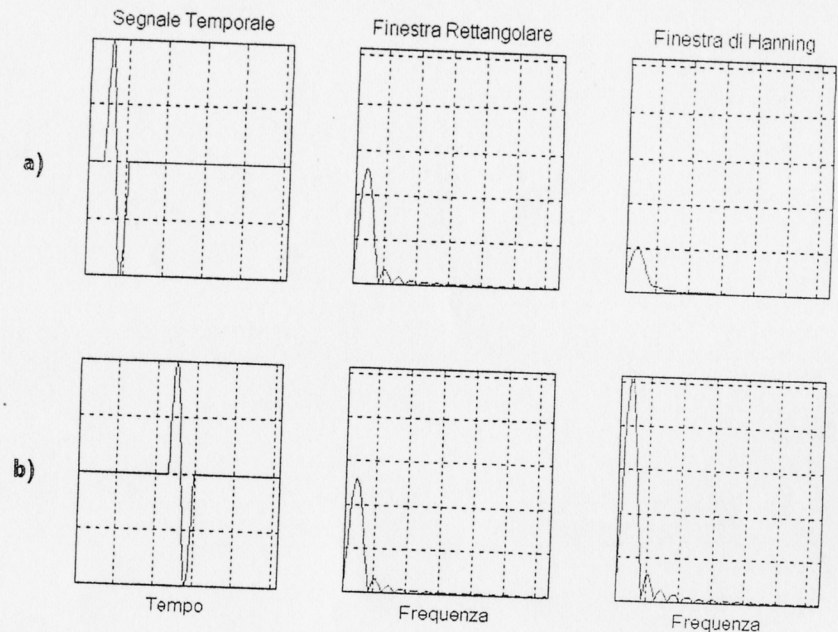 Segnale Temporale
Finestra Rettangolare
Finestra di Hanning
a)
b)
Tempo
Frequenza
Frequenza